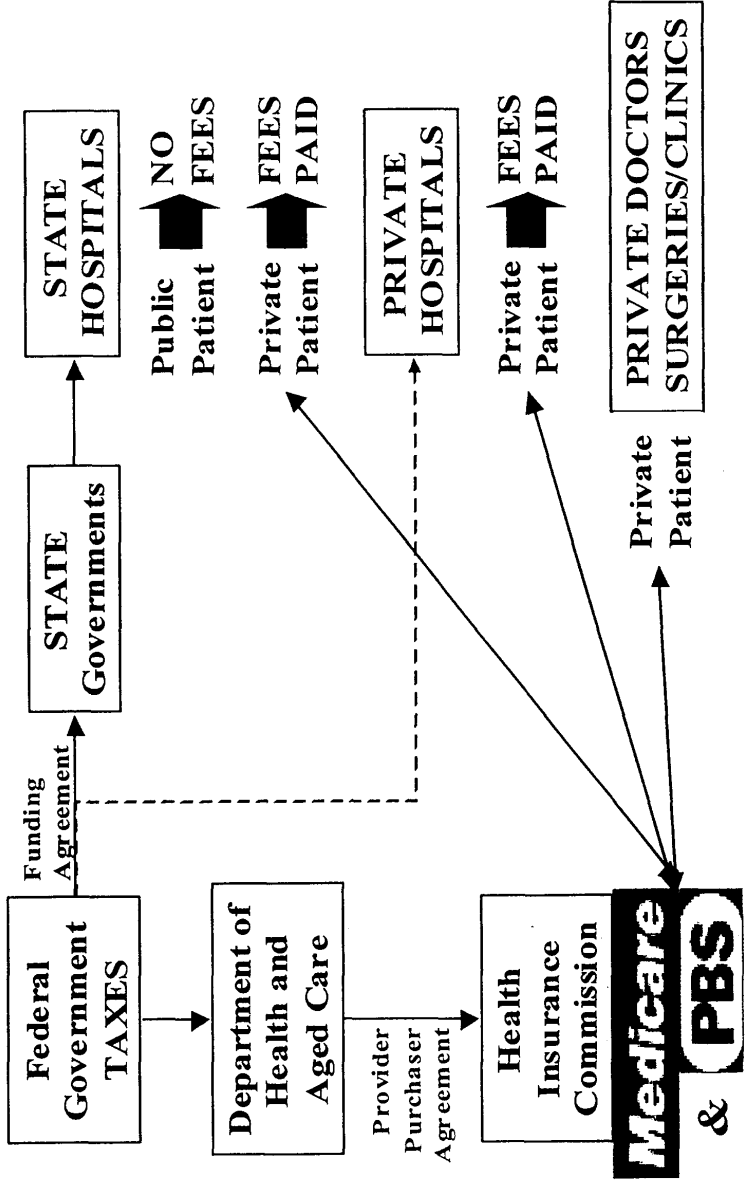 Federal
Government
TAXES
Funding
Agreement
STATE
Governments
STATE
HOSPITALS
Public
Patient
NO
FEES
Private
Patient
FEES
PAID
Department of
Health and
Aged Care
Provider
Purchaser
Agreement
PRIVATE
HOSPITALS
Private
Patient
FEES
PAID
Health
Insurance
Commission
Medicare
& PBS
Private
Patient
PRIVATE DOCTORS
SURGERIES/CLINICS